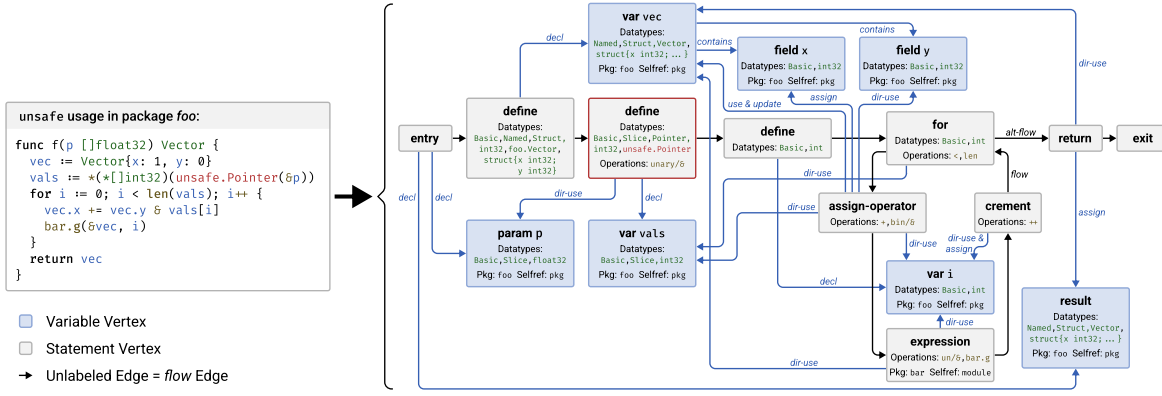 unsafe usage in package foo:
func f(p []float32) Vector {
vec := Vector{x: 1, y: 0}
vals := *(*[]int32)(unsafe.Pointer(&p))
for i := 0; i < len(vals); i++ {
vec.x += vec.y & vals[i]
bar.g(&vec, i)
}
return vec
}
Variable Vertex
Statement Vertex
Unlabeled Edge = flow Edge
entry
decl
decl
define
Datatypes:
Basic,Named,Struct,
int32,foo.Vector,
struct{x int32;
y int32}
decl
var vec
Datatypes:
Named,Struct,Vector,
struct{x int32; ... }
Pkg: foo Selfref: pkg
contains
contains
field x
Datatypes: Basic,int32
Pkg: foo Selfref: pkg
field y
Datatypes: Basic,int32
Pkg: foo Selfref: pkg
use & update
assign
dir-use
dir-use
define
Datatypes:
Basic,Slice,Pointer,
int32,unsafe.Pointer
Operations: unary/&
dir-use
decl
define
Datatypes: Basic,int
for
Datatypes: Basic,int
Operations: <,len
alt-flow
return
exit
dir-use
flow
param p
Datatypes:
Basic,Slice,float32
Pkg: foo Selfref: pkg
var vals
Datatypes:
Basic,Slice,int32
Pkg: foo Selfref: pkg
dir-use
assign-operator
Operations: +,bin/&
crement
Operations: ++
assign
dir-use
dir-use &
assign
decl
var i
Datatypes: Basic,int
Pkg: foo Selfref: pkg
dir-use
result
Datatypes:
Named,Struct,Vector,
struct{x int32; ... }
Pkg: foo Selfref: pkg
dir-use
expression
Operations: un/&,bar.g
Pkg: bar Selfref: module